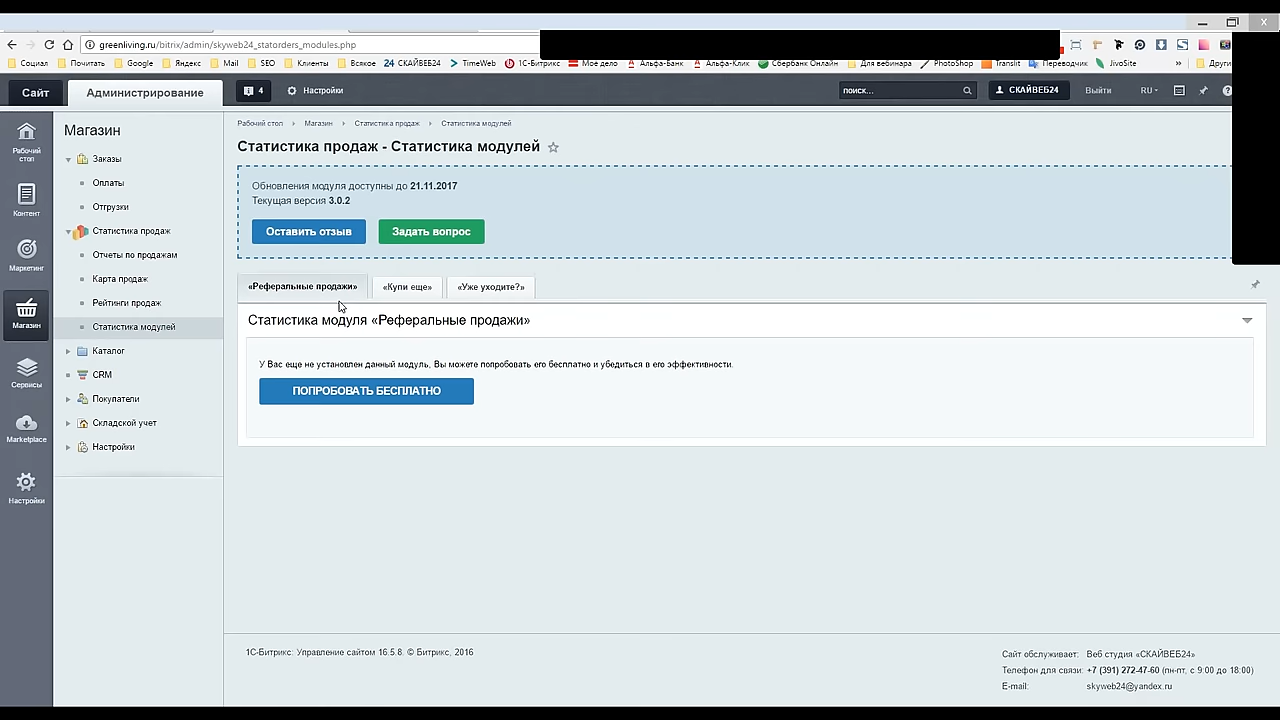 greenliving.ru/bitrix/admin/skyweb24_statorders_modules.php
Социал Почитать Google Яндекс Mail SEO Клиенты Всякое 24 СКАЙВЕБ24 TimeWeb 1С-Битрикс Мое дело Альфа-Банк Альфа-Клик Сбербанк Онлайн Для вебинара PhotoShop Translit Переводчик JivoSite » Други
Сайт Администрирование 4 Настройки поиск... СКАЙВЕБ24 Выйти RU
Рабочий стол
Контент
Маркетинг
Магазин
Сервисы
Marketplace
Настройки
Магазин
Заказы
Оплаты
Отгрузки
Статистика продаж
Отчеты по продажам
Карта продаж
Рейтинги продаж
Статистика модулей
Каталог
CRM
Покупатели
Складской учет
Настройки
Рабочий стол Магазин Статистика продаж Статистика модулей
Статистика продаж - Статистика модулей
Обновления модуля доступны до 21.11.2017
Текущая версия 3.0.2
Оставить отзыв Задать вопрос
«Реферальные продажи» «Купи еще» «Уже уходите?»
Статистика модуля «Реферальные продажи»
У Вас еще не установлен данный модуль, Вы можете попробовать его бесплатно и убедиться в его эффективности.
ПОПРОБОВАТЬ БЕСПЛАТНО
1С-Битрикс: Управление сайтом 16.5.8. © Битрикс, 2016
Сайт обслуживает: Веб студия «СКАЙВЕБ24»
Телефон для связи: +7 (391) 272-47-60 (пн-пт, с 9:00 до 18:00)
E-mail: skyweb24@yandex.ru